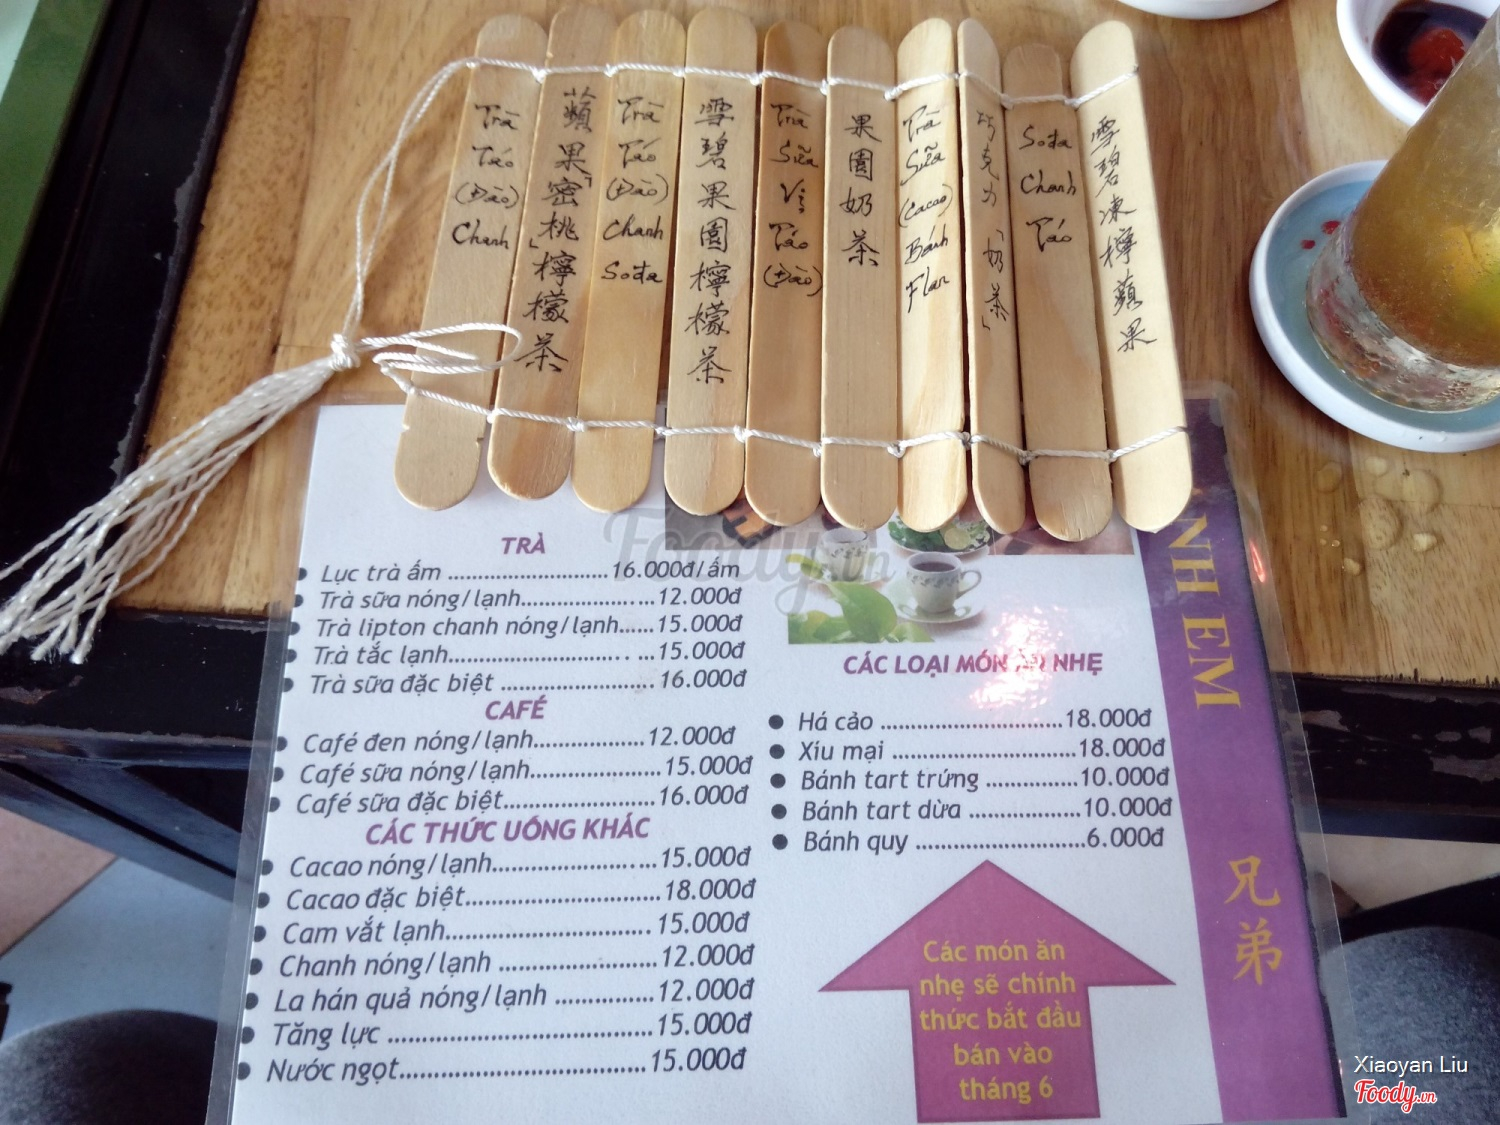 Trà
Táo
(Đào)
Chanh
蘋果「密桃」檸檬茶
Trà
Táo
(Đào)
Chanh
Soda
雪碧果園檸檬茶
Trà
Sữa
Vị
Táo
(Đào)
果園奶茶
Trà
Sữa
(Cacao)
Bánh
Flan
巧克力「奶茶」
Soda
Chanh
Táo
雪碧凍檸蘋果
TRÀ
Lục trà ấm ............................16.000đ/ấm
Trà sữa nóng/lạnh........................12.000đ
Trà lipton chanh nóng/lạnh......15.000đ
Trà tắc lạnh.................................15.000đ
Trà sữa đặc biệt ...........................16.000đ
CAFÉ
Café đen nóng/lạnh...................12.000đ
Café sữa nóng/lạnh......................15.000đ
Café sữa đặc biệt..........................16.000đ
CÁC THỨC UỐNG KHÁC
Cacao nóng/lạnh............................15.000đ
Cacao đặc biệt.................................18.000đ
Cam vắt lạnh...................................15.000đ
Chanh nóng/lạnh ...........................12.000đ
La hán quả nóng/lạnh .................12.000đ
Tăng lực ...........................................15.000đ
Nước ngọt.........................................15.000đ
CÁC LOẠI MÓN ĂN NHẸ
Há cảo ..............................18.000đ
Xíu mại ..............................18.000đ
Bánh tart trứng ...............10.000đ
Bánh tart dừa ..................10.000đ
Bánh quy ...........................6.000đ
Các món ăn
nhẹ sẽ chính
thức bắt đầu
bán vào
tháng 6
NH EM
兄弟
Foody.vn
Xiaoyan Liu
Foody.vn